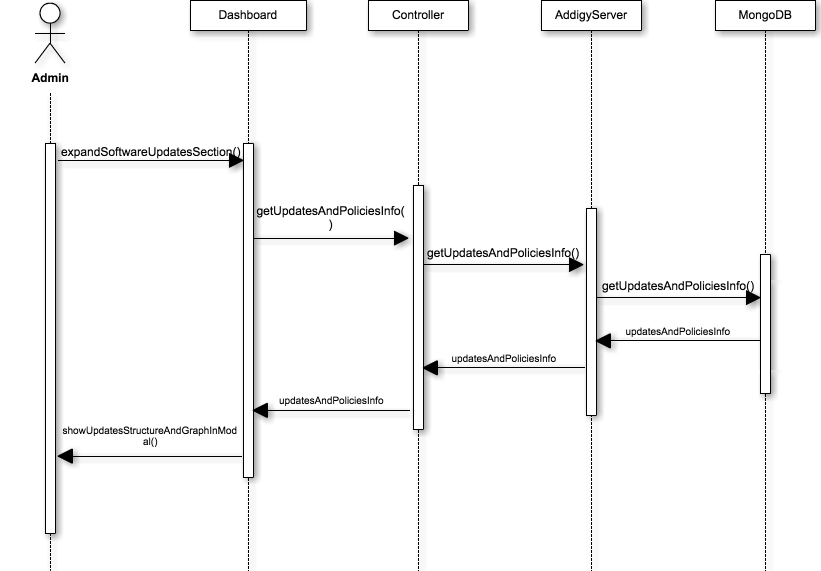 Dashboard
Controller
AddigyServer
MongoDB
Admin
expandSoftwareUpdatesSection()
getUpdatesAndPoliciesInfo(
)
getUpdatesAndPoliciesInfo()
getUpdatesAndPoliciesInfo()
updatesAndPoliciesInfo
updatesAndPoliciesInfo
updatesAndPoliciesInfo
showUpdatesStructureAndGraphInMod
al()